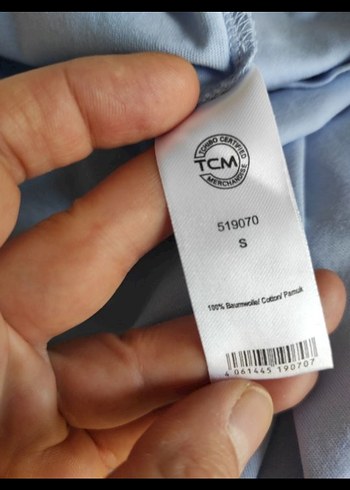 TCHIBO CERTIFIED
TCM
MERCHANDISE
519070
S
100% Baumwolle/ Cotton/ Pamuk
4 061445 190707